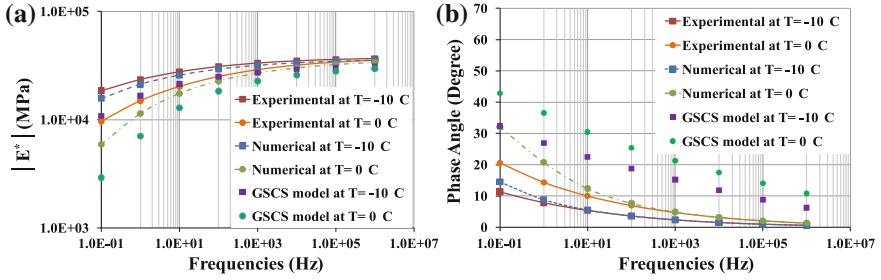 (a)
|E*| (MPa)
1.0E+05
1.0E+04
1.0E+03
Experimental at T= -10 C
Experimental at T= 0 C
Numerical at T= -10 C
Numerical at T= 0 C
GSCS model at T= -10 C
GSCS model at T= 0 C
1.0E-01
1.0E+01
1.0E+03
1.0E+05
1.0E+07
Frequencies (Hz)
(b)
Phase Angle (Degree)
70
60
50
40
30
20
10
0
Experimental at T= -10 C
Experimental at T= 0 C
Numerical at T= -10 C
Numerical at T= 0 C
GSCS model at T= -10 C
GSCS model at T= 0 C
1.0E-01
1.0E+01
1.0E+03
1.0E+05
1.0E+07
Frequencies (Hz)